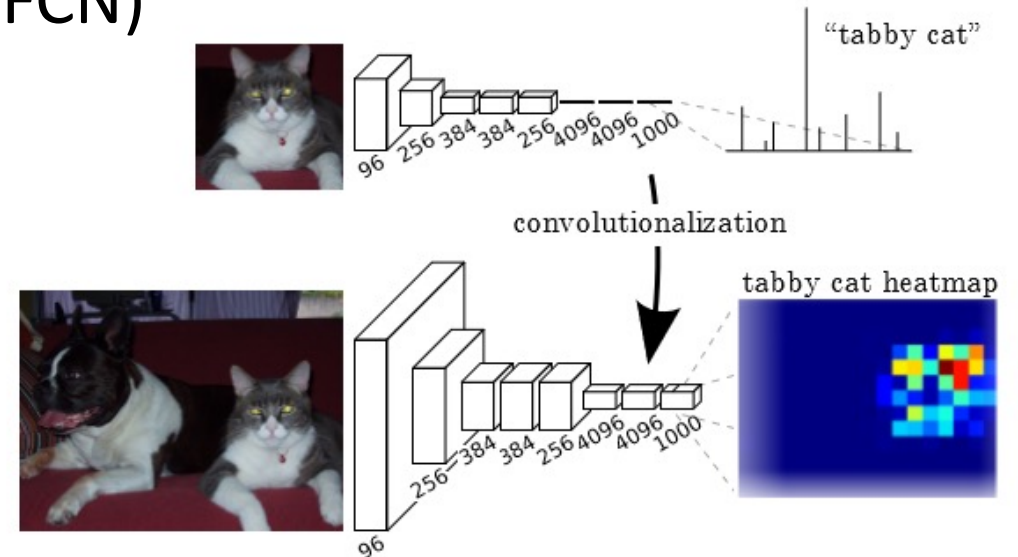 FCN)
“tabby cat”
96 256 384 384 256 4096 4096 1000
convolutionalization
tabby cat heatmap
96 256 384 384 256 4096 4096 1000